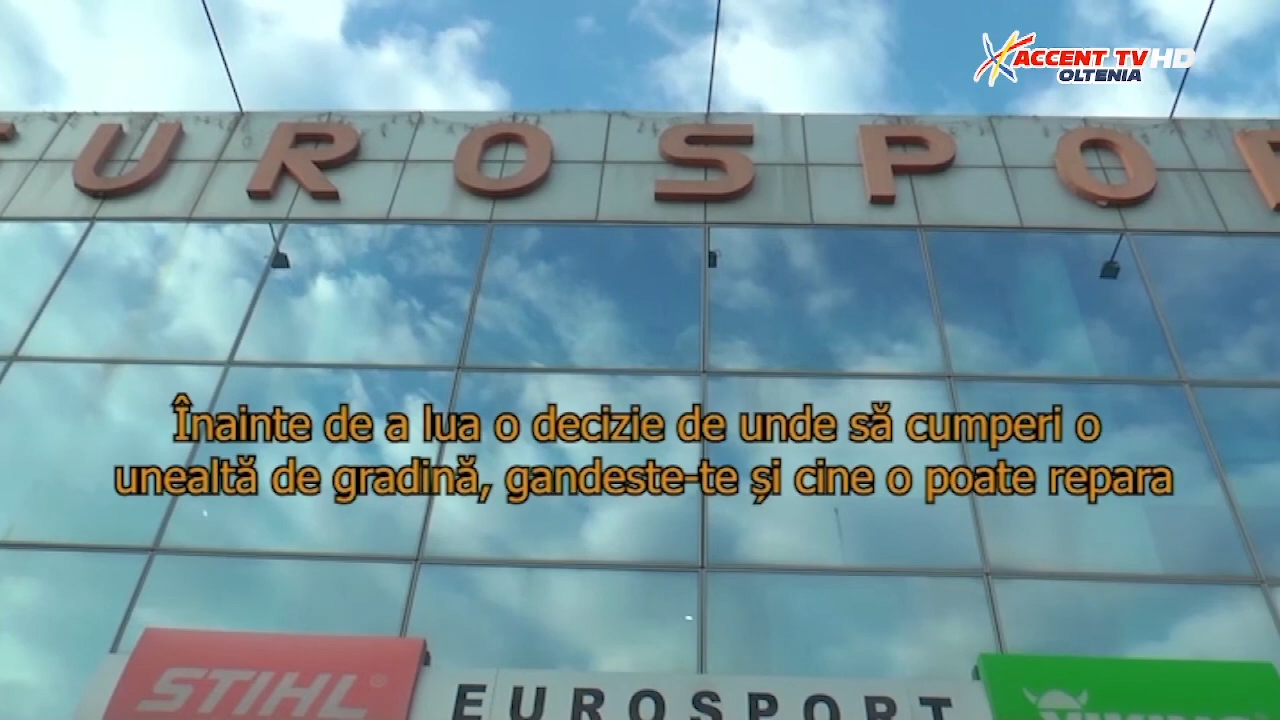 ACCENT TV HD
OLTENIA
EUROSPORT
Înainte de a lua o decizie de unde să cumperi o
unealtă de gradină, gandeste-te și cine o poate repara
STIHL®
EUROSPORT